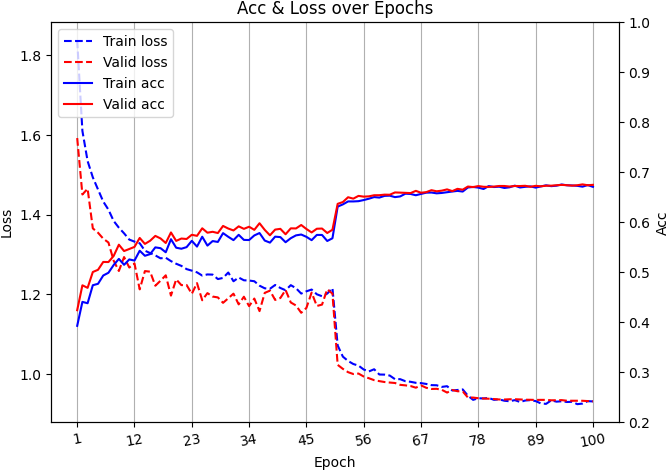 Acc & Loss over Epochs
Train loss
Valid loss
Train acc
Valid acc
Loss
1.8
1.6
1.4
1.2
1.0
Acc
1.0
0.9
0.8
0.7
0.6
0.5
0.4
0.3
0.2
1 12 23 34 45 56 67 78 89 100
Epoch